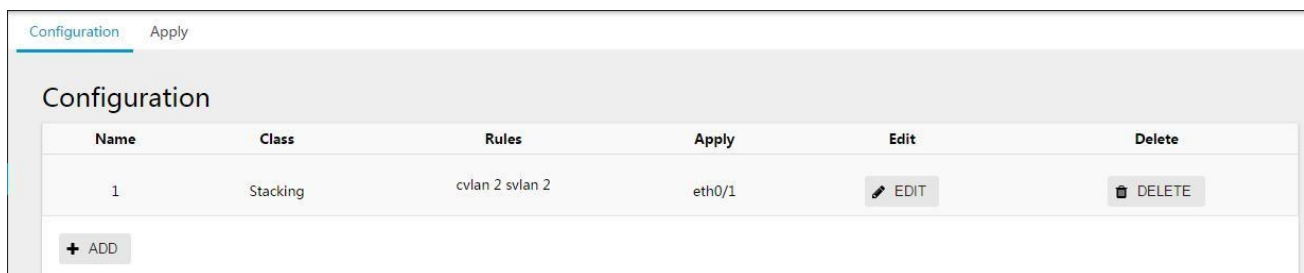 Configuration Apply
Configuration
Name Class Rules Apply Edit Delete
1 Stacking cvlan 2 svlan 2 eth0/1 EDIT DELETE
+ ADD